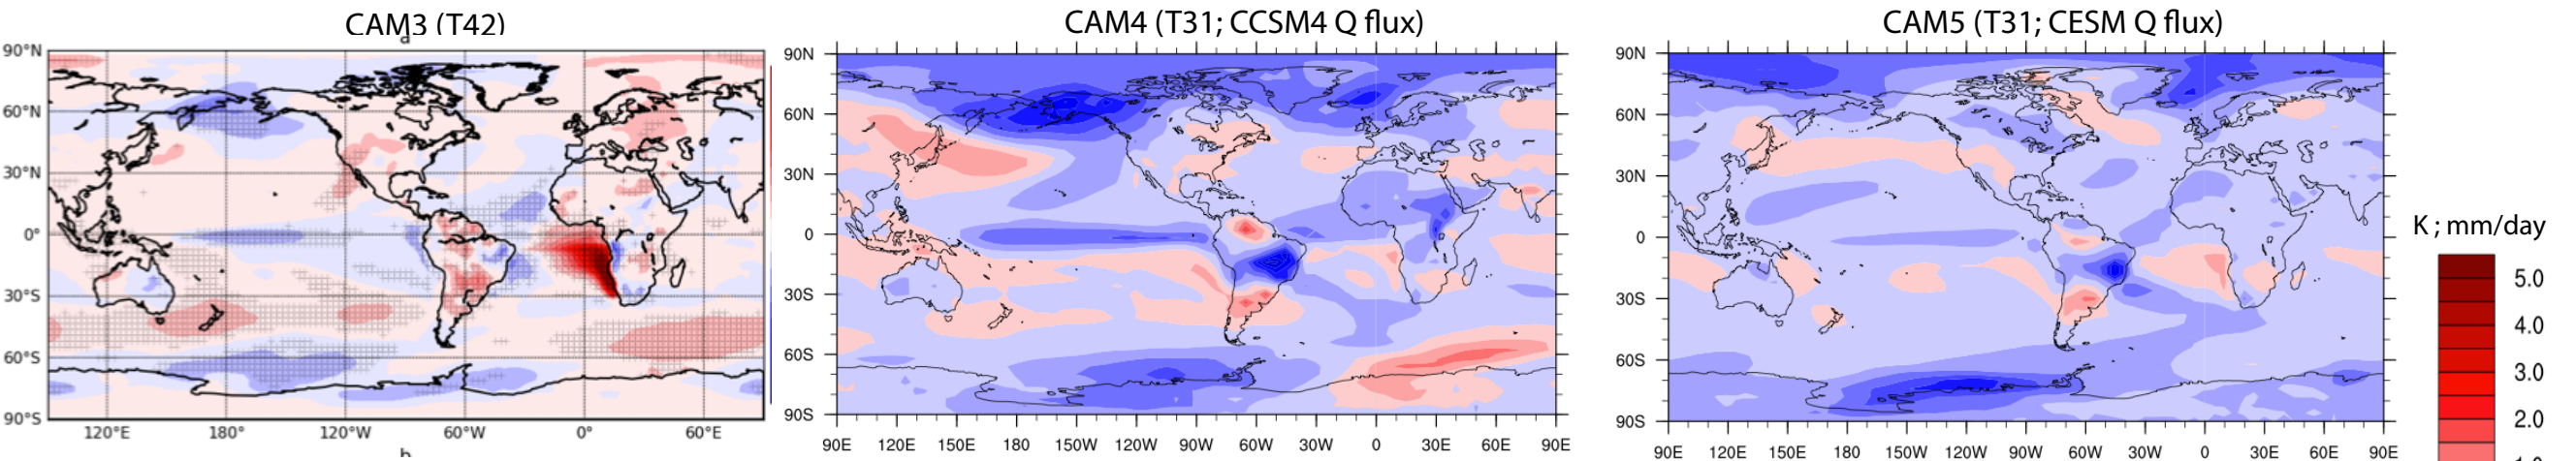 CAM3 (T42)
a
90°N
60°N
30°N
0°
30°S
60°S
90°S
120°E 180° 120°W 60°W 0° 60°E
b
CAM4 (T31; CCSM4 Q flux)
90N
60N
30N
0
30S
60S
90S
90E 120E 150E 180 150W 120W 90W 60W 30W 0 30E 60E 90E
CAM5 (T31; CESM Q flux)
90N
60N
30N
0
30S
60S
90S
90E 120E 150E 180 150W 120W 90W 60W 30W 0 30E 60E 90E
K ; mm/day
5.0
4.0
3.0
2.0
1.0